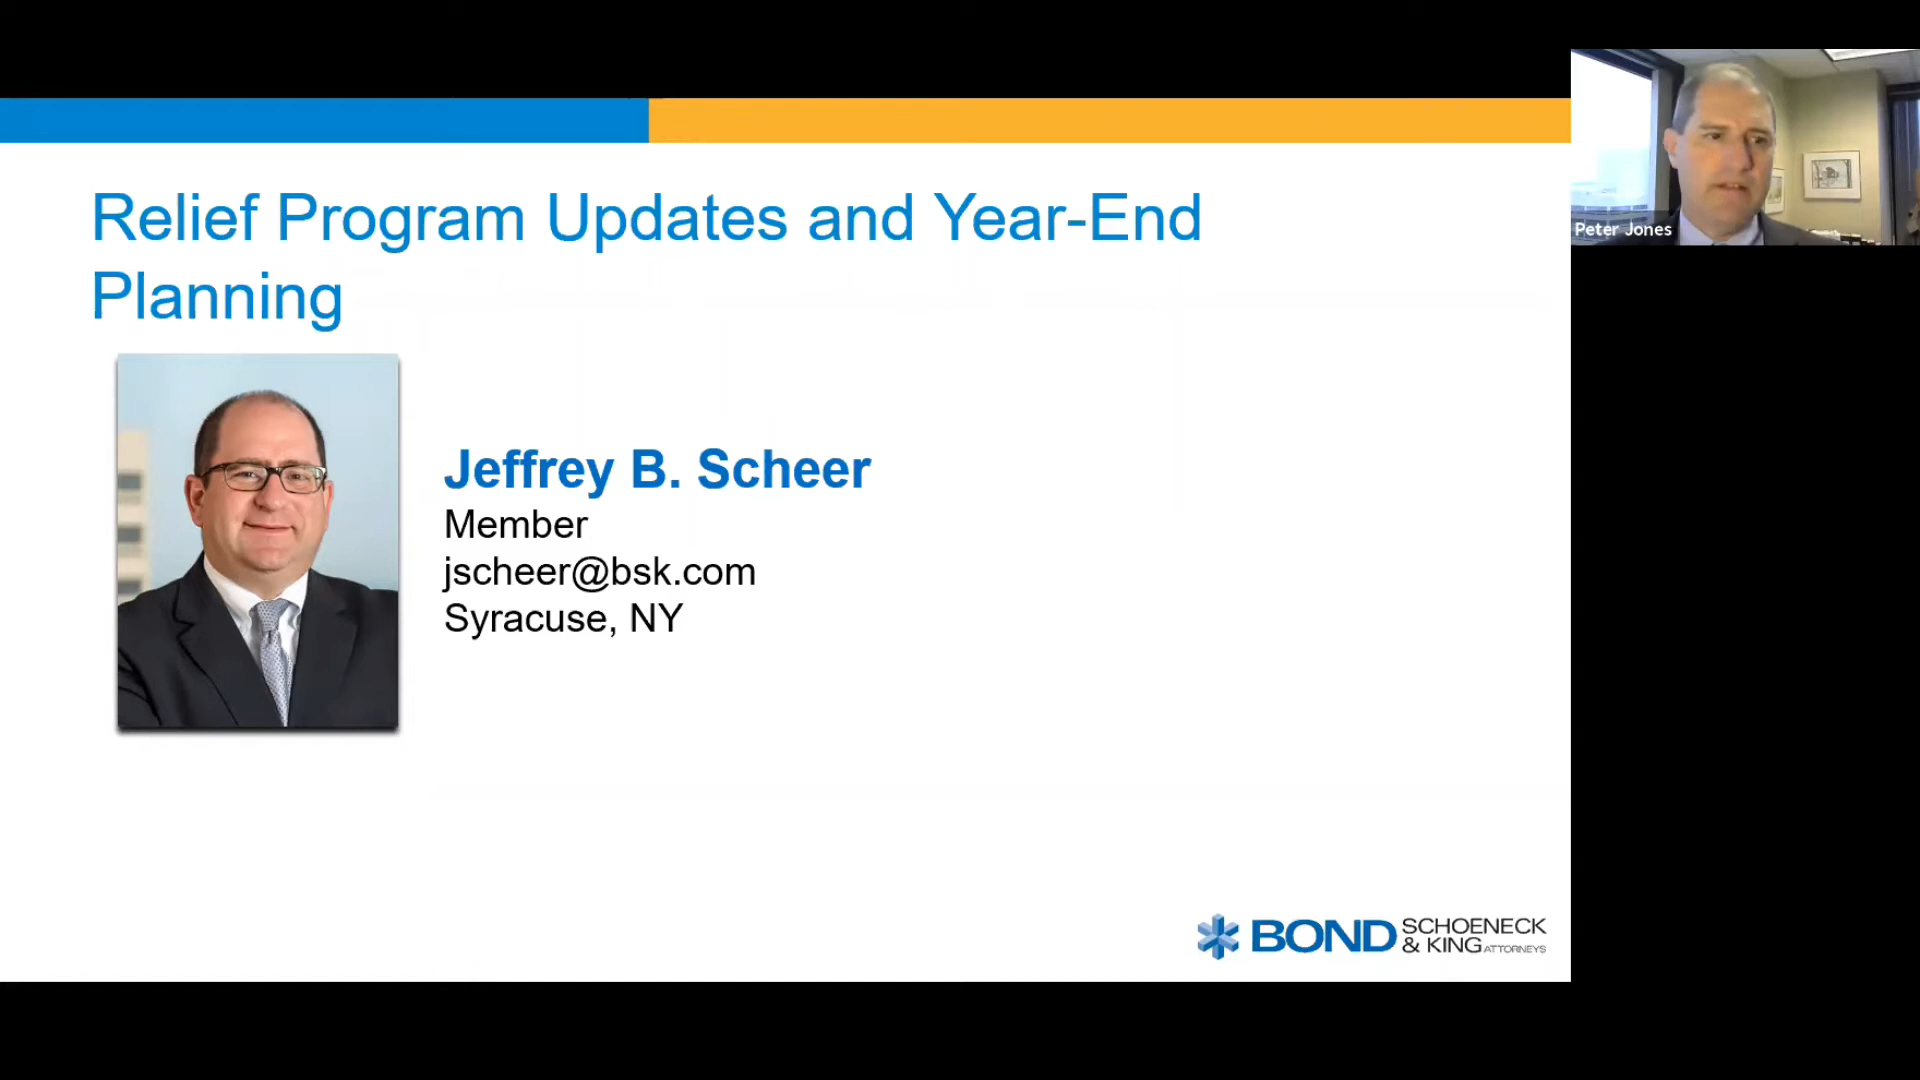 Relief Program Updates and Year-End
Planning
Peter Jones
Jeffrey B. Scheer
Member
jscheer@bsk.com
Syracuse, NY
BOND SCHOENECK
& KING ATTORNEYS